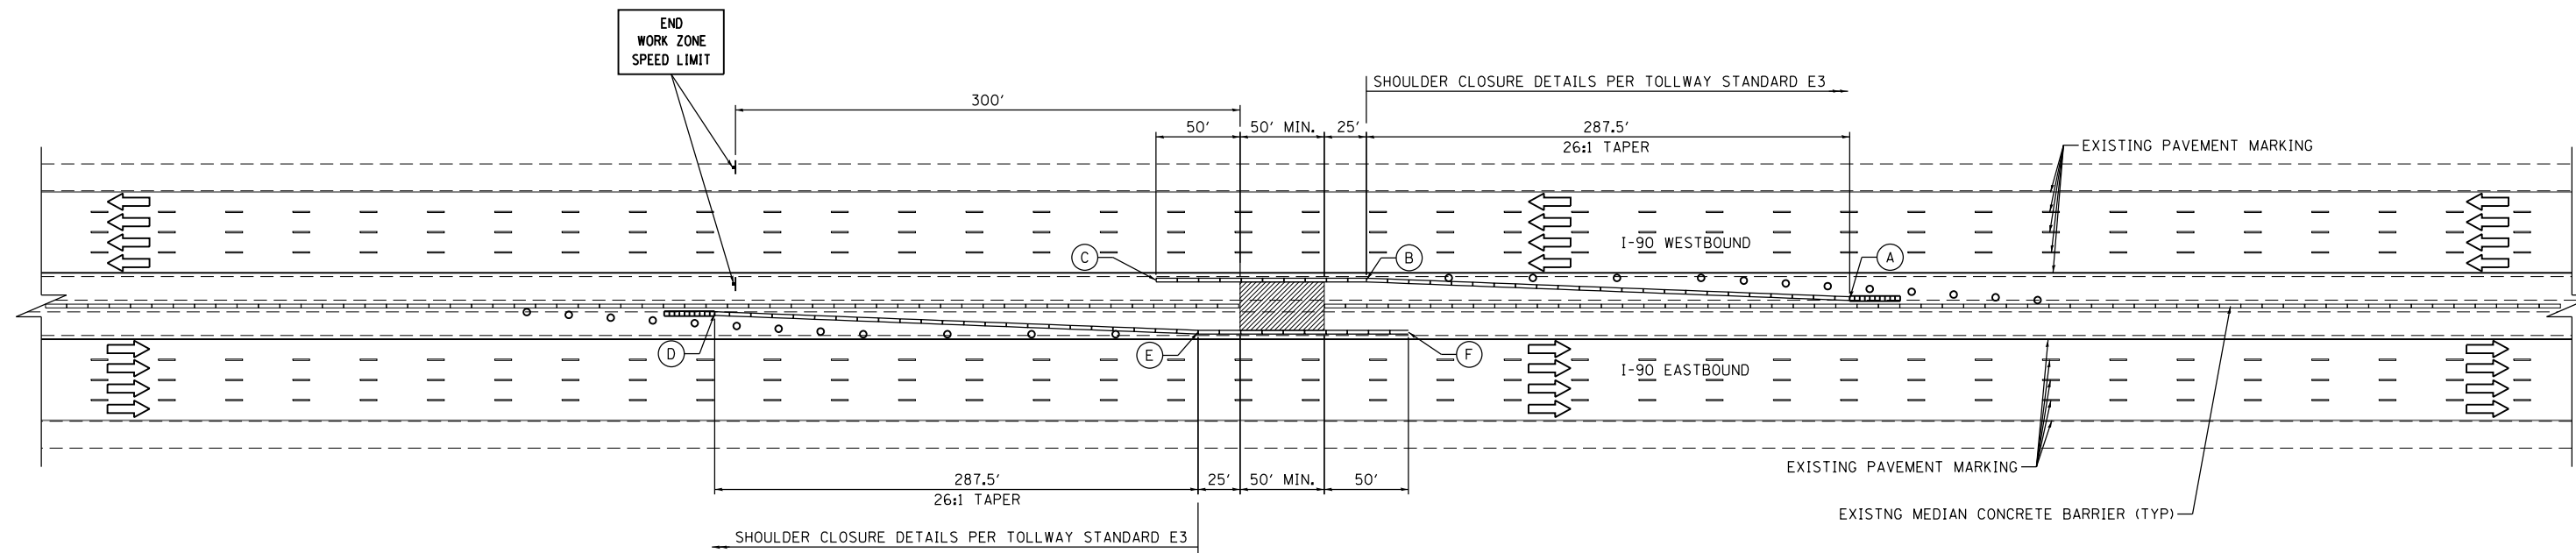 END
WORK ZONE
SPEED LIMIT
SHOULDER CLOSURE DETAILS PER TOLLWAY STANDARD E3
300'
50'
50' MIN.
25'
287.5'
26:1 TAPER
EXISTING PAVEMENT MARKING
I-90 WESTBOUND
C
B
A
D
E
F
I-90 EASTBOUND
EXISTING PAVEMENT MARKING
287.5'
25'
50' MIN.
50'
26:1 TAPER
EXISTNG MEDIAN CONCRETE BARRIER (TYP)
SHOULDER CLOSURE DETAILS PER TOLLWAY STANDARD E3